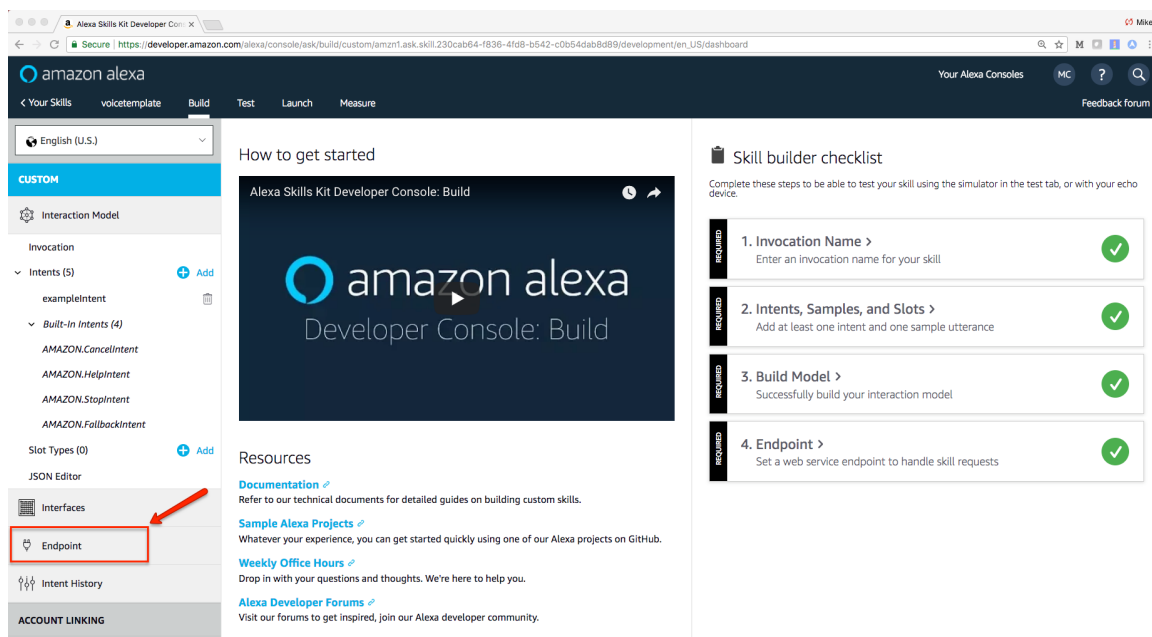 Alexa Skills Kit Developer Con
Mike
Secure | https://developer.amazon.com/alexa/console/ask/build/custom/amzn1.ask.skill.230cab64-f836-4fd8-b542-c0b54dab8d89/development/en_US/dashboard
M
amazon alexa
Your Alexa Consoles
MC
?
< Your Skills
voicetemplate
Build
Test
Launch
Measure
Feedback forum
English (U.S.)
CUSTOM
Interaction Model
Invocation
Intents (5)
Add
exampleIntent
Built-In Intents (4)
AMAZON.CancelIntent
AMAZON.HelpIntent
AMAZON.StopIntent
AMAZON.FallbackIntent
Slot Types (0)
Add
JSON Editor
Interfaces
Endpoint
Intent History
ACCOUNT LINKING
How to get started
Alexa Skills Kit Developer Console: Build
amazon alexa
Developer Console: Build
Resources
Documentation
Refer to our technical documents for detailed guides on building custom skills.
Sample Alexa Projects
Whatever your experience, you can get started quickly using one of our Alexa projects on GitHub.
Weekly Office Hours
Drop in with your questions and thoughts. We're here to help you.
Alexa Developer Forums
Visit our forums to get inspired, join our Alexa developer community.
Skill builder checklist
Complete these steps to be able to test your skill using the simulator in the test tab, or with your echo
device.
REQUIRED
1. Invocation Name >
Enter an invocation name for your skill
REQUIRED
2. Intents, Samples, and Slots >
Add at least one intent and one sample utterance
REQUIRED
3. Build Model >
Successfully build your interaction model
REQUIRED
4. Endpoint >
Set a web service endpoint to handle skill requests